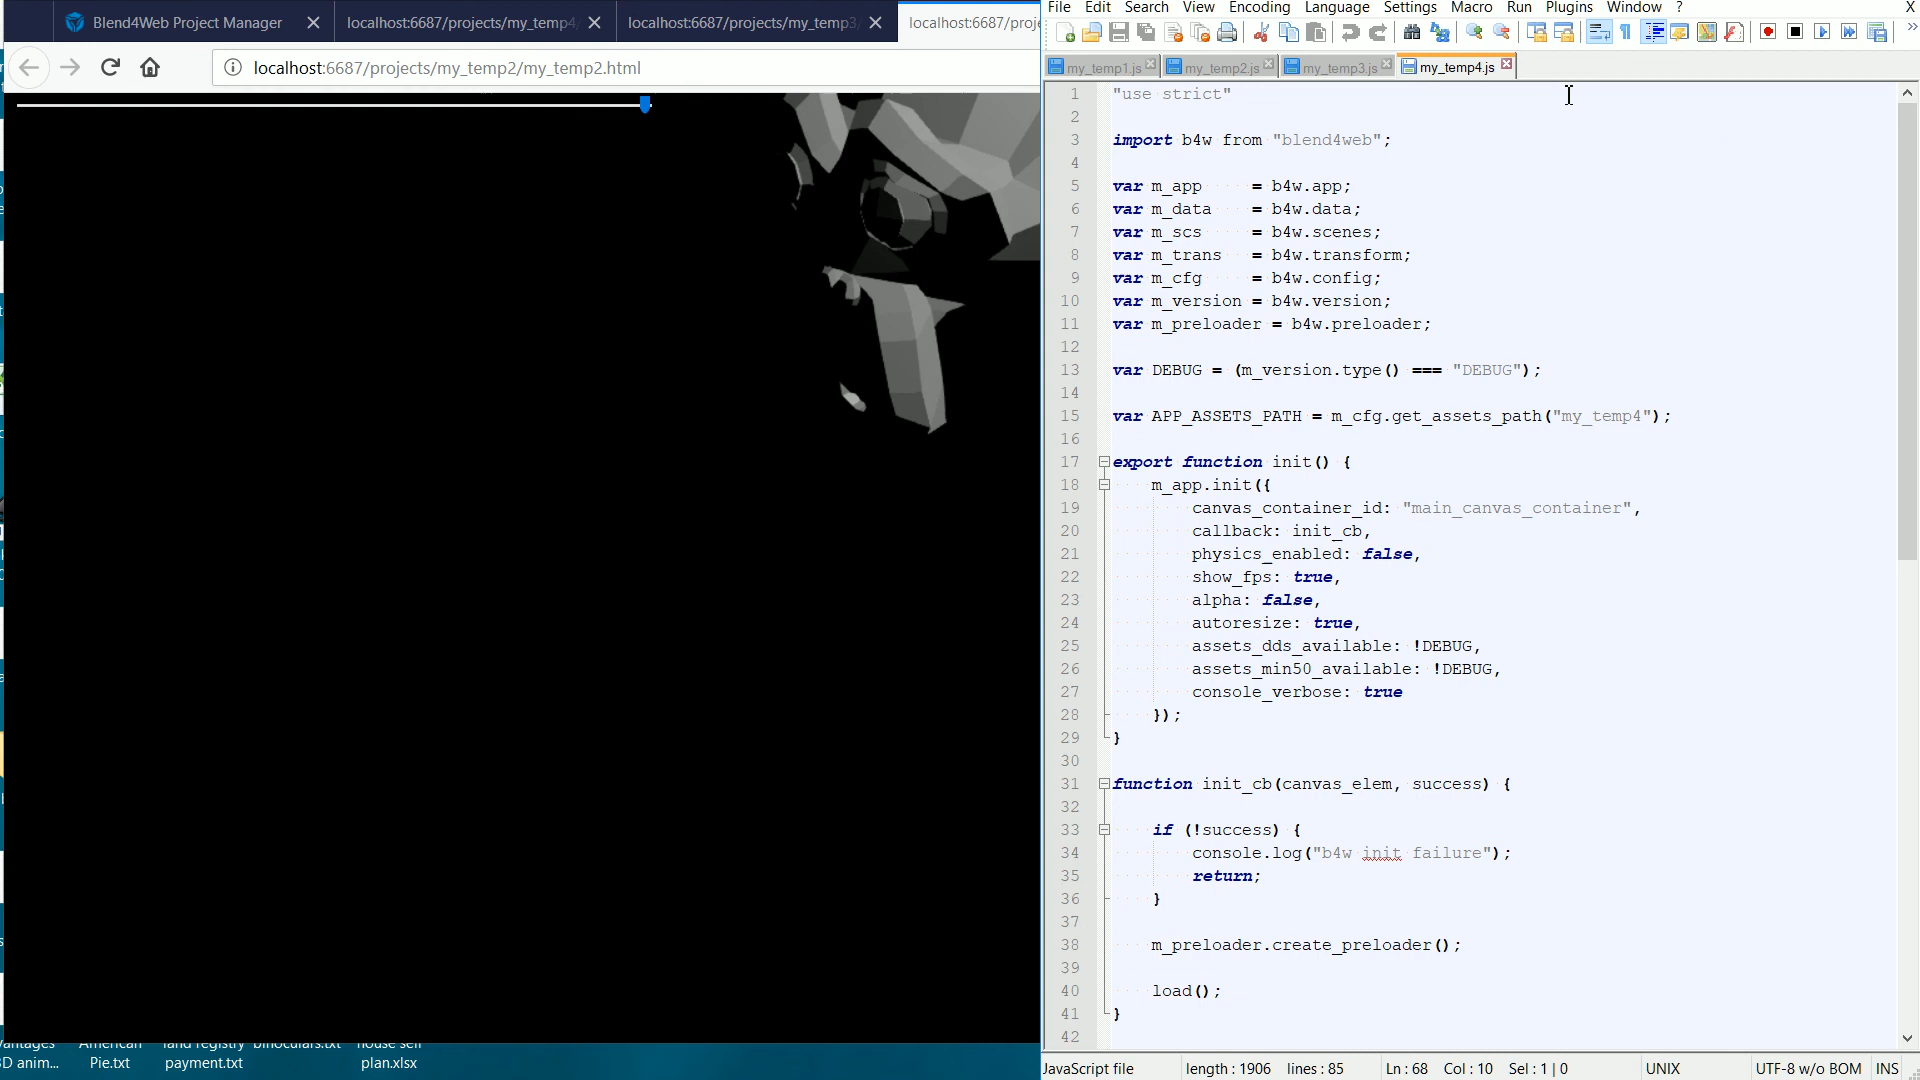 Blend4Web Project Manager
localhost:6687/projects/my_temp4/
localhost:6687/projects/my_temp3/
localhost:6687/proje
localhost:6687/projects/my_temp2/my_temp2.html
File Edit Search View Encoding Language Settings Macro Run Plugins Window ? X
my_temp1.js my_temp2.js my_temp3.js my_temp4.js
1 "use strict"
2
3 import b4w from "blend4web";
4
5 var m_app = b4w.app;
6 var m_data = b4w.data;
7 var m_scs = b4w.scenes;
8 var m_trans = b4w.transform;
9 var m_cfg = b4w.config;
10 var m_version = b4w.version;
11 var m_preloader = b4w.preloader;
12
13 var DEBUG = (m_version.type() === "DEBUG");
14
15 var APP_ASSETS_PATH = m_cfg.get_assets_path("my_temp4");
16
17 export function init() {
18 m_app.init({
19 canvas_container_id: "main_canvas_container",
20 callback: init_cb,
21 physics_enabled: false,
22 show_fps: true,
23 alpha: false,
24 autoresize: true,
25 assets_dds_available: !DEBUG,
26 assets_min50_available: !DEBUG,
27 console_verbose: true
28 });
29 }
30
31 function init_cb(canvas_elem, success) {
32
33 if (!success) {
34 console.log("b4w init failure");
35 return;
36 }
37
38 m_preloader.create_preloader();
39
40 load();
41 }
42
American land registry binoculars.txt house sell
3D anim... Pie.txt payment.txt plan.xlsx
JavaScript file length : 1906 lines : 85 Ln : 68 Col : 10 Sel : 1 | 0 UNIX UTF-8 w/o BOM INS